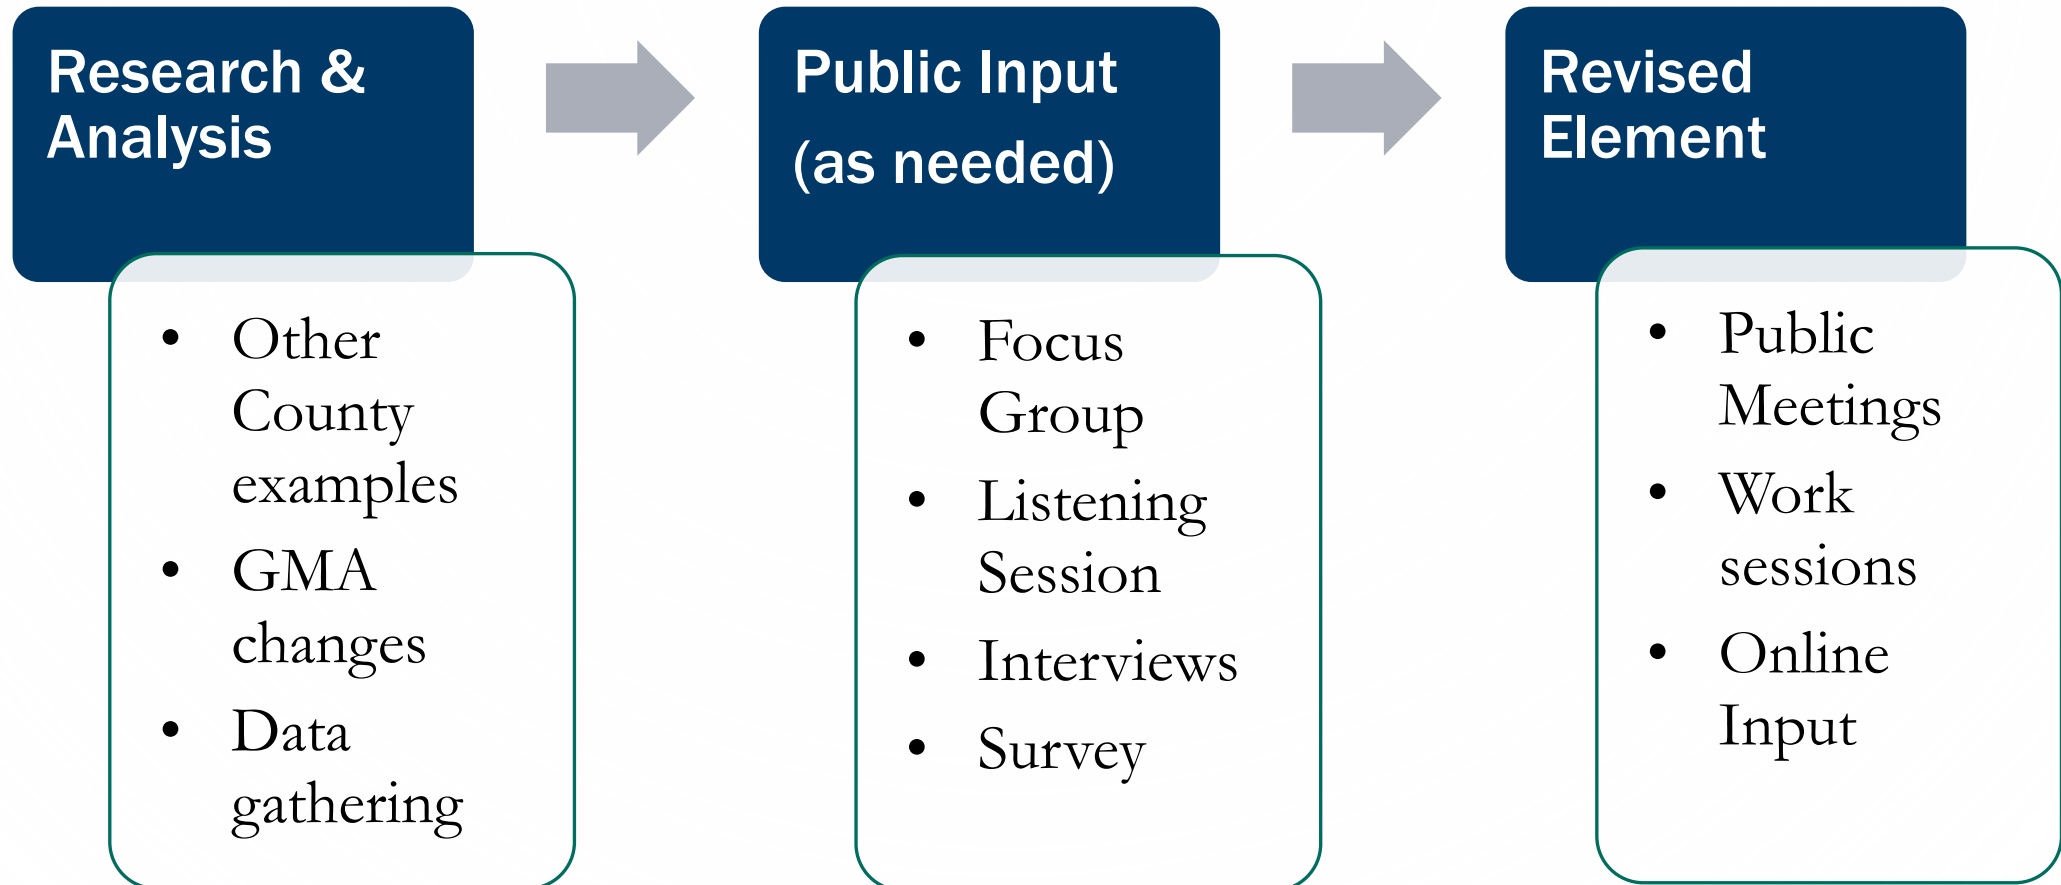 Research &
Analysis
• Other
County
examples
• GMA
changes
• Data
gathering
Public Input
(as needed)
• Focus
Group
• Listening
Session
• Interviews
• Survey
Revised
Element
• Public
Meetings
• Work
sessions
• Online
Input